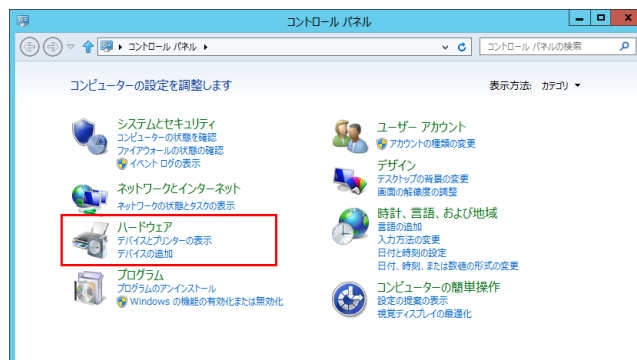 コントロール パネル
コントロール パネル
コントロール パネルの検索
コンピューターの設定を調整します
表示方法: カテゴリ
システムとセキュリティ
コンピューターの状態を確認
ファイアウォールの状態の確認
イベント ログの表示
ネットワークとインターネット
ネットワークの状態とタスクの表示
ハードウェア
デバイスとプリンターの表示
デバイスの追加
プログラム
プログラムのアンインストール
Windows の機能の有効化または無効化
ユーザー アカウント
アカウントの種類の変更
デザイン
デスクトップの背景の変更
画面の解像度の調整
時計、言語、および地域
言語の追加
入力方法の変更
日付と時刻の設定
日付、時刻、または数値の形式の変更
コンピューターの簡単操作
設定の提案の表示
視覚ディスプレイの最適化